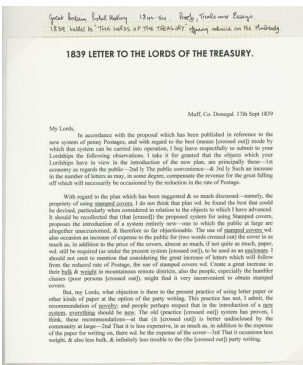 Great Britain Postal History 1840-54, Proofs, Trials and Essays.
1839 Letter to "THE LORDS OF THE TREASURY" offering advice on the Mulready.
1839 LETTER TO THE LORDS OF THE TREASURY.
Muff, Co. Donegal. 17th Sept 1839
My Lords,
In accordance with the proposal which has been published in reference to the
new system of penny Postages, and with regard to the best (means [crossed out]) mode by
which that system can be carried into operation, I beg leave respectfully to submit to your
Lordships the following observations. I take it for granted that the objects which your
Lordships have in view in the introduction of the new plan, are principally these—1st
economy as regards the public—2nd ly The public convenience—& 3rd ly Such an increase
in the number of letters as may, in some degree, compensate the revenue for the great falling
off which will necessarily be occasioned by the reduction in the rate of Postage.
With regard to the plan which has been suggested & so much discussed—namely, the
propriety of using stamped covers, I do not think that plan wd. be found the best that could
be devised, particularly when considered in relation to the objects to which I have advanced.
It should be recollected that (that [crossed out]) the proposed system for using Stamped covers,
proposes the introduction of a system entirely new—one to which the public at large are
altogether unaccustomed, & therefore so far objectionable. The use of stamped covers wd.
also occasion an increase of expense to the public for (two words crossed out) the cover in as
much as, in addition to the price of the covers, almost as much, if not quite as much, paper,
wd. still be required (as under the present system [crossed out]), to be used as an enclosure. I
should not omit to mention that considering the great increase of letters which will follow
from the reduced rate of Postage, the use of stamped covers wd. Create a great increase to
their bulk & weight in mountainous remote districts, also the people, especially the humbler
classes (poor persons [crossed out]), might find it very inconvenient to obtain stamped
covers.
But, my Lords, what objection is there to the present practice of using letter paper or
other kinds of paper at the option of the party writing. This practice has not, I admit, the
recommendation of novelty; and people perhaps respect that in the introduction of a new
system, everything should be new. The old (practice [crossed out]) system has proven, I
think, these recommendations—at that (it [crossed out]) is better undisclosed by the
community at large—2nd That it is less expensive, in as much as, in addition to the expense
of the paper for writing on, there wd. be the expense of the cover—3rd That it occasions less
weight, & also less bulk, & infinitely less trouble to the (the [crossed out]) party writing.